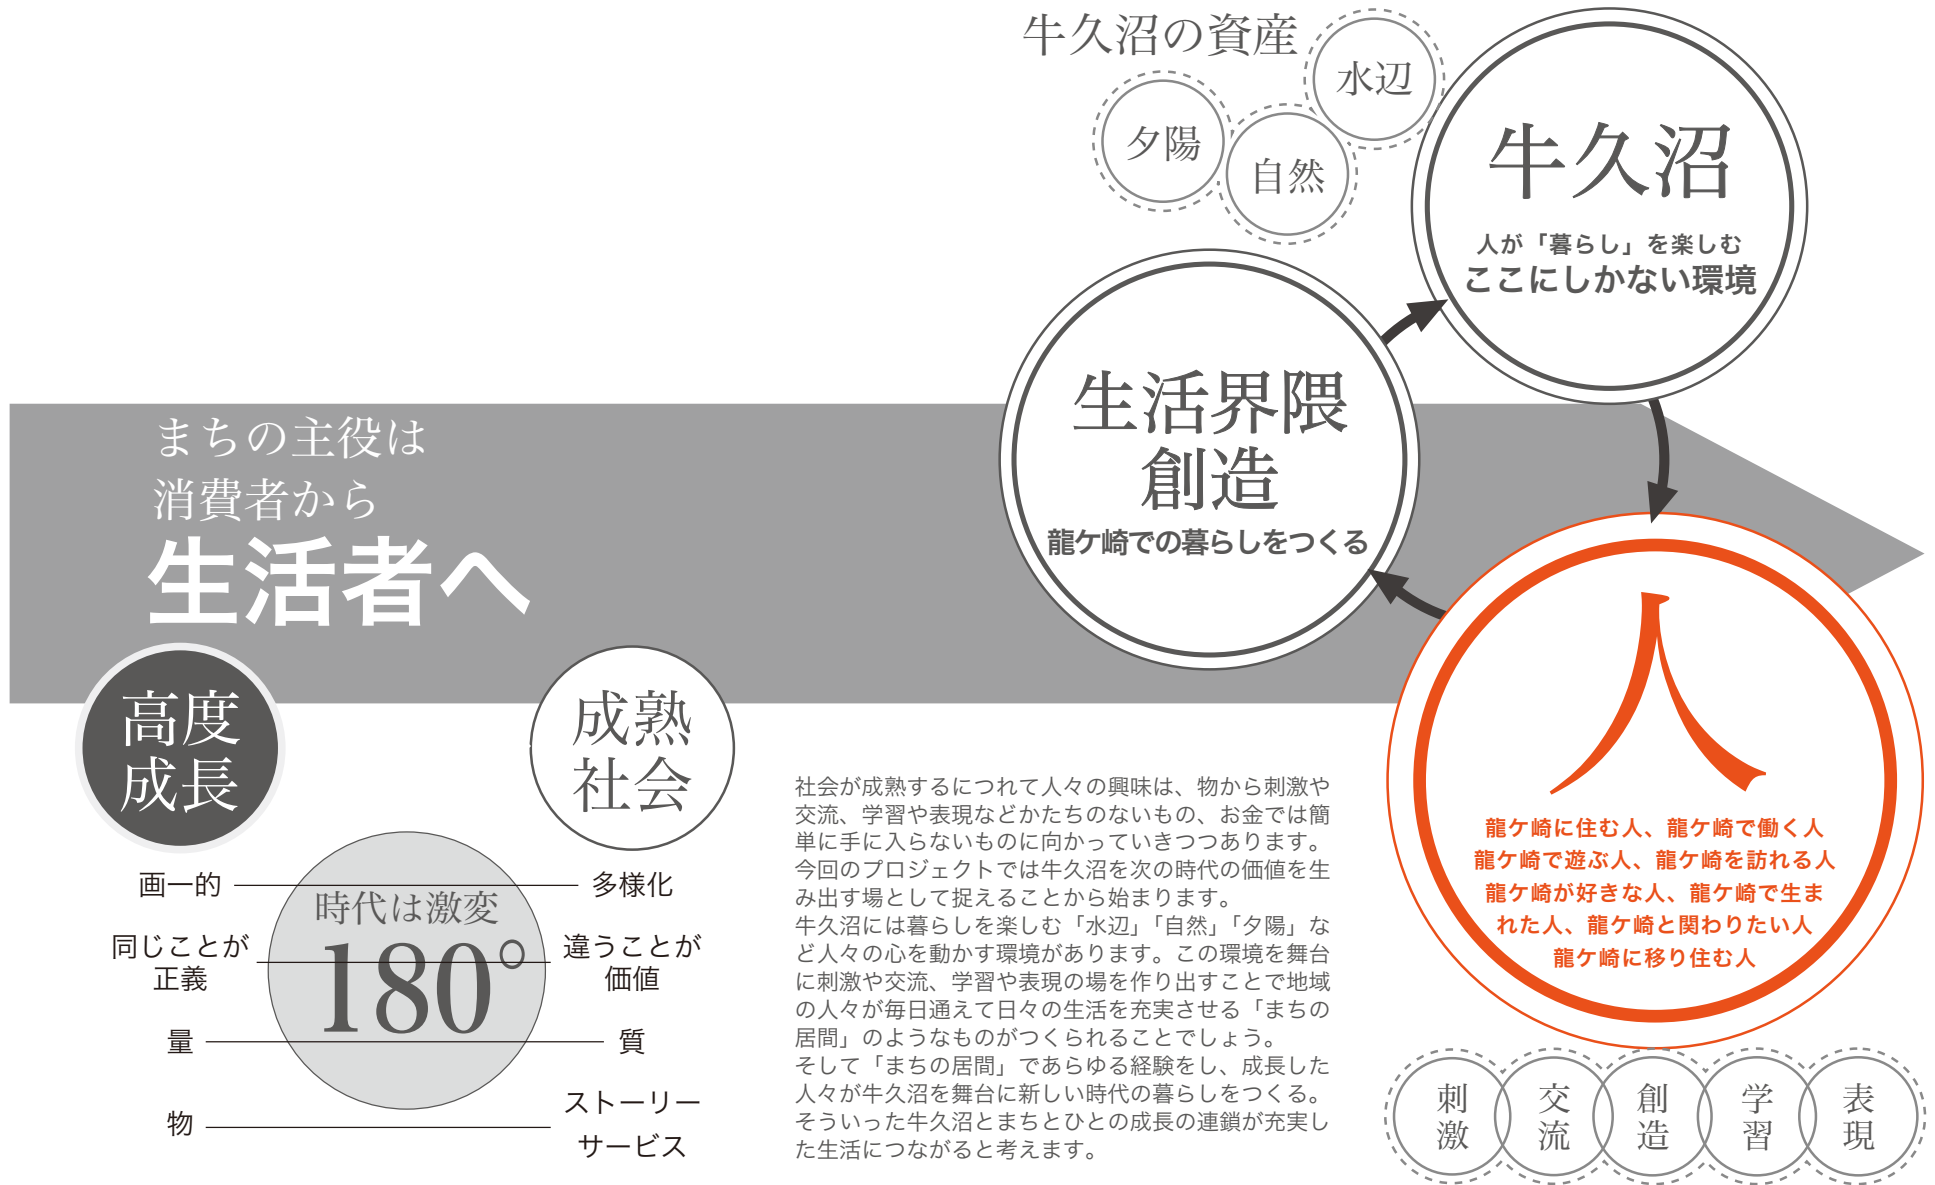 牛久沼の資産
水辺
夕陽
自然
牛久沼
人が「暮らし」を楽しむ
ここにしかない環境
生活界隈
創造
龍ケ崎での暮らしをつくる
まちの主役は
消費者から
生活者へ
高度
成長
成熟
社会
時代は激変
180°
画一的
多様化
同じことが
正義
違うことが
価値
量
質
物
ストーリー
サービス
社会が成熟するにつれて人々の興味は、物から刺激や
交流、学習や表現などかたちのないもの、お金では簡
単に手に入らないものに向かっていきつつあります。
今回のプロジェクトでは牛久沼を次の時代の価値を生
み出す場として捉えることから始まります。
牛久沼には暮らしを楽しむ「水辺」「自然」「夕陽」な
ど人々の心を動かす環境があります。この環境を舞台
に刺激や交流、学習や表現の場を作り出すことで地域
の人々が毎日通えて日々の生活を充実させる「まちの
居間」のようなものがつくられることでしょう。
そして「まちの居間」であらゆる経験をし、成長した
人々が牛久沼を舞台に新しい時代の暮らしをつくる。
そういった牛久沼とまちとひとの成長の連鎖が充実し
た生活につながると考えます。
人
龍ケ崎に住む人、龍ケ崎で働く人
龍ケ崎で遊ぶ人、龍ケ崎を訪れる人
龍ケ崎が好きな人、龍ケ崎で生ま
れた人、龍ケ崎と関わりたい人
龍ケ崎に移り住む人
刺激
交流
創造
学習
表現